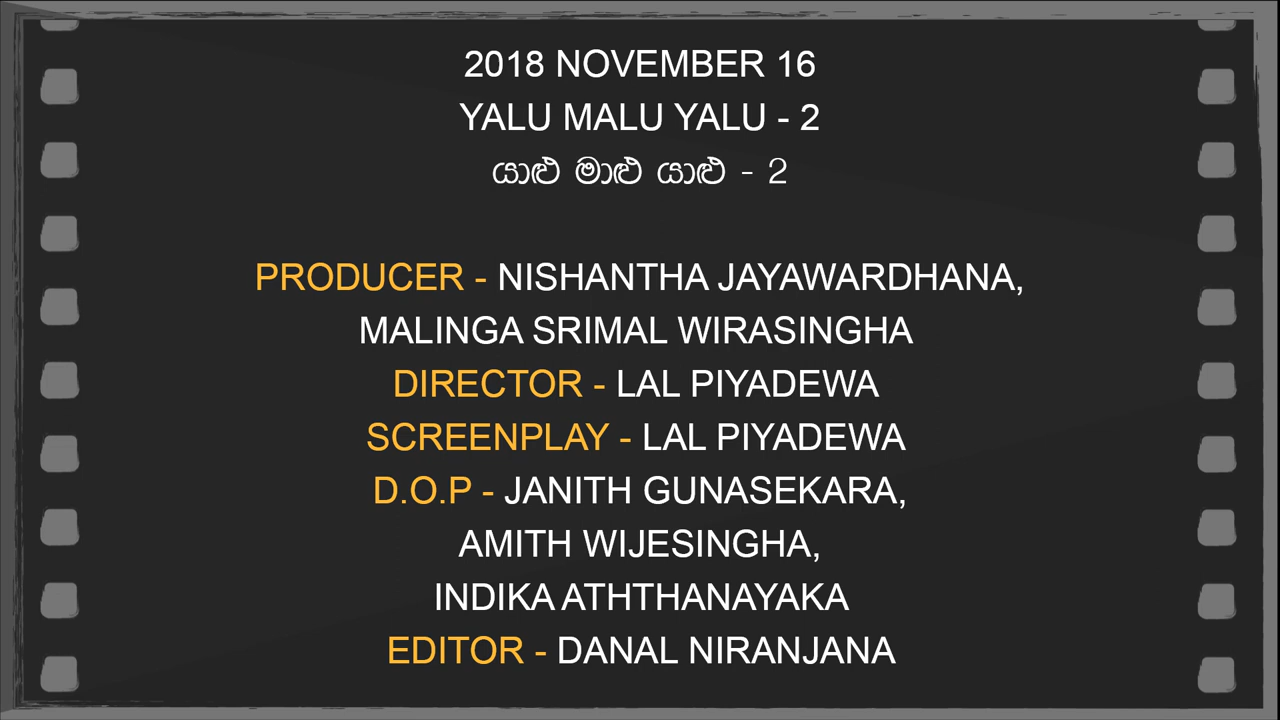 2018 NOVEMBER 16
YALU MALU YALU - 2
යාළු මාළු යාළු - 2
PRODUCER - NISHANTHA JAYAWARDHANA,
MALINGA SRIMAL WIRASINGHA
DIRECTOR - LAL PIYADEWA
SCREENPLAY - LAL PIYADEWA
D.O.P - JANITH GUNASEKARA,
AMITH WIJESINGHA,
INDIKA ATHTHANAYAKA
EDITOR - DANAL NIRANJANA